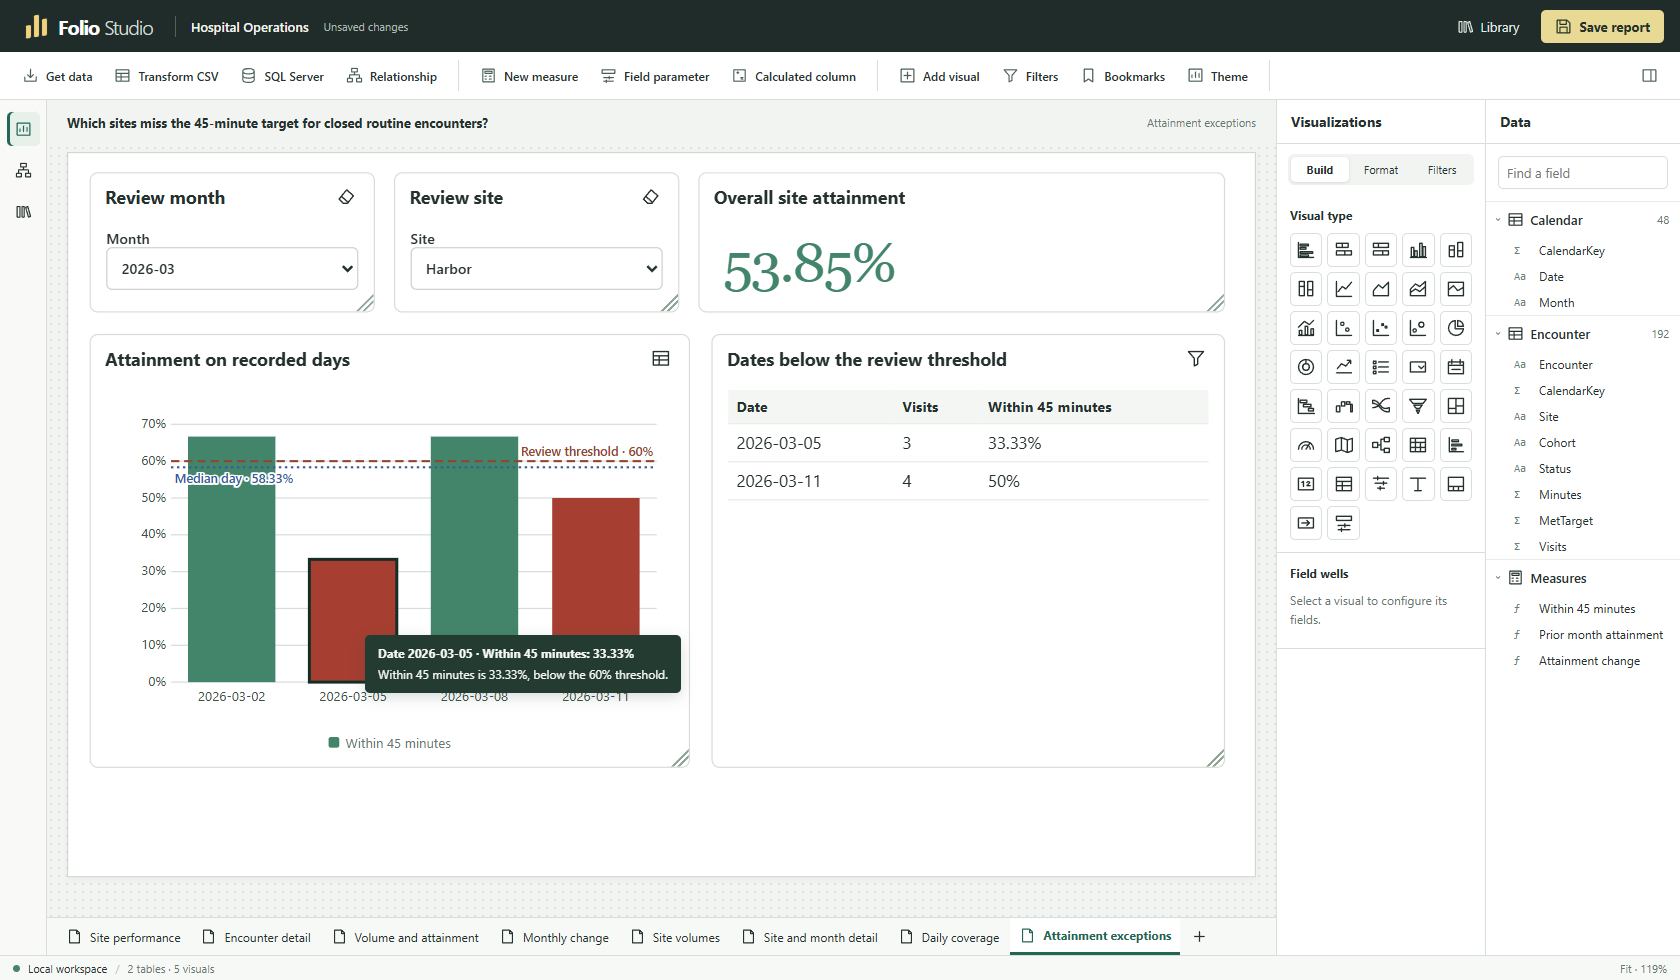 Folio Studio
Hospital Operations
Unsaved changes
Library
Save report
Get data
Transform CSV
SQL Server
Relationship
New measure
Field parameter
Calculated column
Add visual
Filters
Bookmarks
Theme
Which sites miss the 45-minute target for closed routine encounters?
Attainment exceptions
Review month
Month
2026-03
Review site
Site
Harbor
Overall site attainment
53.85%
Attainment on recorded days
70%
60%
50%
40%
30%
20%
10%
0%
Review threshold · 60%
Median day · 58.33%
Date 2026-03-05 · Within 45 minutes: 33.33%
Within 45 minutes is 33.33%, below the 60% threshold.
2026-03-02
2026-03-05
2026-03-08
2026-03-11
Within 45 minutes
Dates below the review threshold
Date Visits Within 45 minutes
2026-03-05 3 33.33%
2026-03-11 4 50%
Visualizations
Build
Format
Filters
Visual type
Field wells
Select a visual to configure its
fields.
Data
Find a field
Calendar 48
Σ CalendarKey
Aa Date
Aa Month
Encounter 192
Aa Encounter
Σ CalendarKey
Aa Site
Aa Cohort
Aa Status
Σ Minutes
Σ MetTarget
Σ Visits
Measures
f Within 45 minutes
f Prior month attainment
f Attainment change
Site performance
Encounter detail
Volume and attainment
Monthly change
Site volumes
Site and month detail
Daily coverage
Attainment exceptions
Local workspace / 2 tables · 5 visuals
Fit · 119%